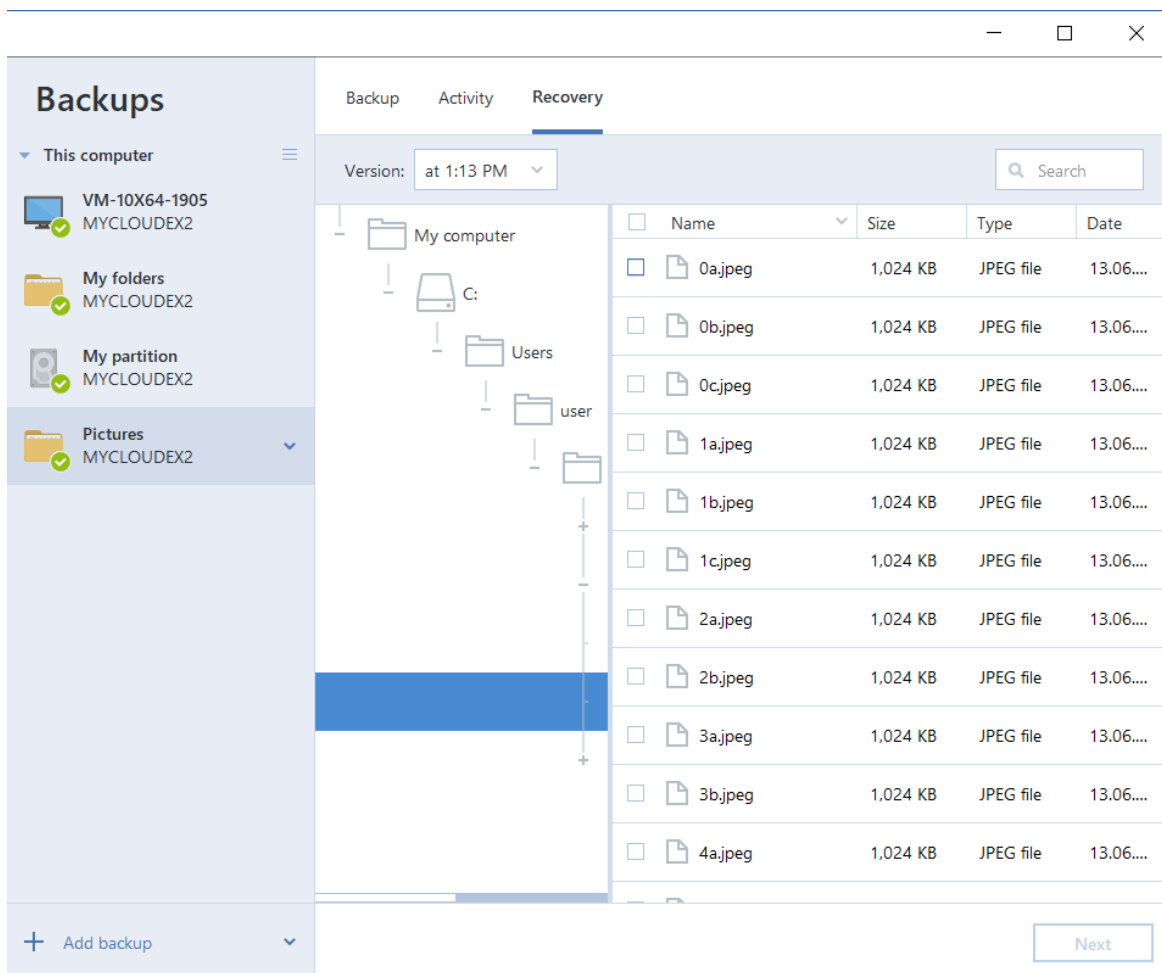 Backups
This computer
VM-10X64-1905
MYCLOUDEX2
My folders
MYCLOUDEX2
My partition
MYCLOUDEX2
Pictures
MYCLOUDEX2
Add backup
Backup Activity Recovery
Version: at 1:13 PM Search
My computer
C:
Users
user
Name Size Type Date
0a.jpeg 1,024 KB JPEG file 13.06....
0b.jpeg 1,024 KB JPEG file 13.06....
0c.jpeg 1,024 KB JPEG file 13.06....
1a.jpeg 1,024 KB JPEG file 13.06....
1b.jpeg 1,024 KB JPEG file 13.06....
1c.jpeg 1,024 KB JPEG file 13.06....
2a.jpeg 1,024 KB JPEG file 13.06....
2b.jpeg 1,024 KB JPEG file 13.06....
3a.jpeg 1,024 KB JPEG file 13.06....
3b.jpeg 1,024 KB JPEG file 13.06....
4a.jpeg 1,024 KB JPEG file 13.06....
Next